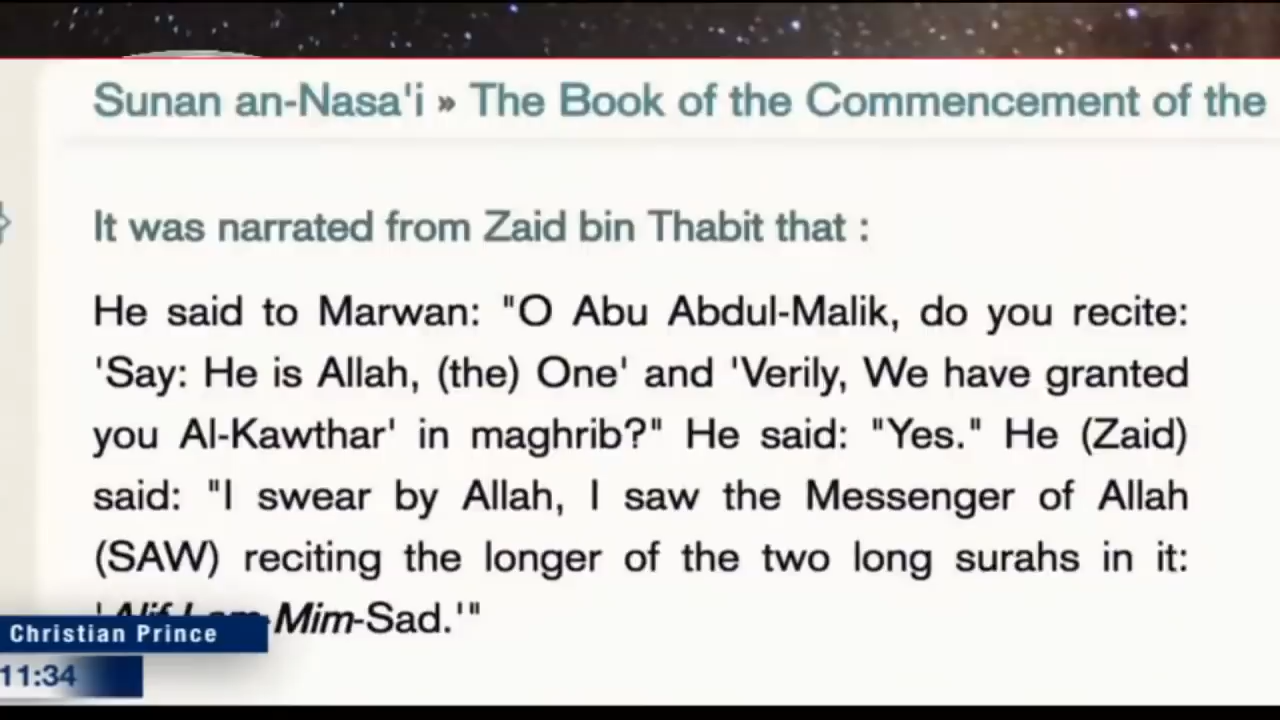 Sunan an-Nasa'i » The Book of the Commencement of the
It was narrated from Zaid bin Thabit that :
He said to Marwan: "O Abu Abdul-Malik, do you recite:
'Say: He is Allah, (the) One' and 'Verily, We have granted
you Al-Kawthar' in maghrib?" He said: "Yes." He (Zaid)
said: "I swear by Allah, I saw the Messenger of Allah
(SAW) reciting the longer of the two long surahs in it:
'Alif-Lam-Mim-Sad.'"
Christian Prince
11:34